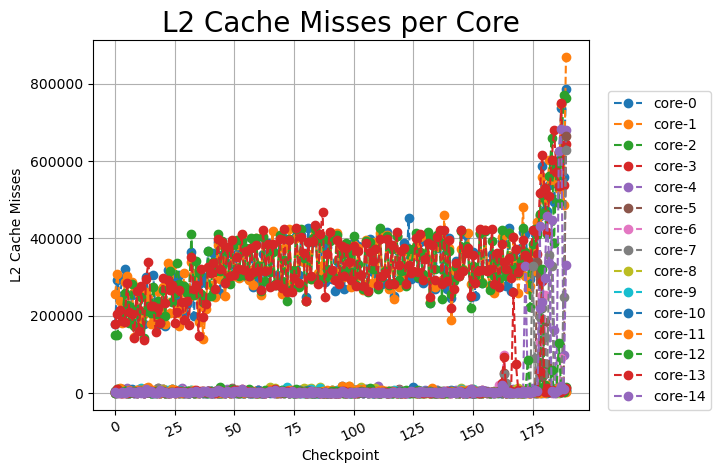 L2 Cache Misses per Core
L2 Cache Misses
800000
600000
400000
200000
0
0
25
50
75
100
125
150
175
Checkpoint
core-0
core-1
core-2
core-3
core-4
core-5
core-6
core-7
core-8
core-9
core-10
core-11
core-12
core-13
core-14